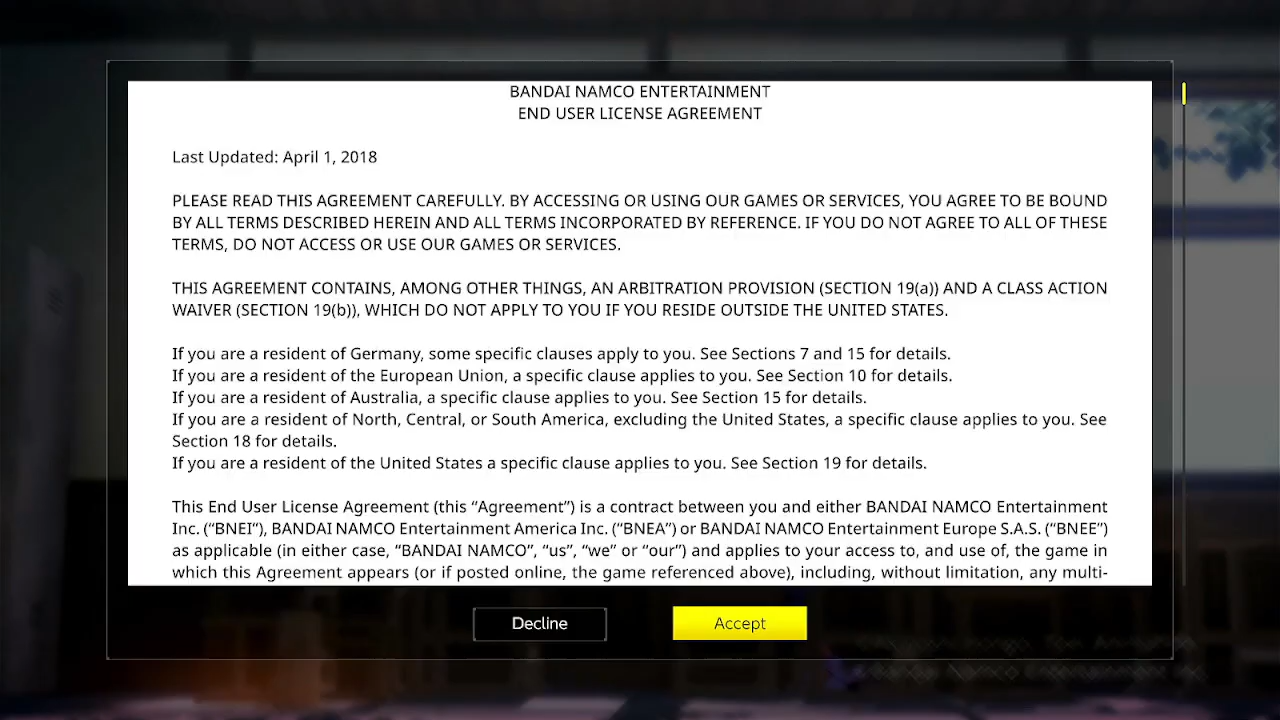 BANDAI NAMCO ENTERTAINMENT
END USER LICENSE AGREEMENT
Last Updated: April 1, 2018
PLEASE READ THIS AGREEMENT CAREFULLY. BY ACCESSING OR USING OUR GAMES OR SERVICES, YOU AGREE TO BE BOUND
BY ALL TERMS DESCRIBED HEREIN AND ALL TERMS INCORPORATED BY REFERENCE. IF YOU DO NOT AGREE TO ALL OF THESE
TERMS, DO NOT ACCESS OR USE OUR GAMES OR SERVICES.
THIS AGREEMENT CONTAINS, AMONG OTHER THINGS, AN ARBITRATION PROVISION (SECTION 19(a)) AND A CLASS ACTION
WAIVER (SECTION 19(b)), WHICH DO NOT APPLY TO YOU IF YOU RESIDE OUTSIDE THE UNITED STATES.
If you are a resident of Germany, some specific clauses apply to you. See Sections 7 and 15 for details.
If you are a resident of the European Union, a specific clause applies to you. See Section 10 for details.
If you are a resident of Australia, a specific clause applies to you. See Section 15 for details.
If you are a resident of North, Central, or South America, excluding the United States, a specific clause applies to you. See
Section 18 for details.
If you are a resident of the United States a specific clause applies to you. See Section 19 for details.
This End User License Agreement (this “Agreement”) is a contract between you and either BANDAI NAMCO Entertainment
Inc. (“BNEI“), BANDAI NAMCO Entertainment America Inc. (“BNEA”) or BANDAI NAMCO Entertainment Europe S.A.S. (“BNEE”)
as applicable (in either case, “BANDAI NAMCO”, “us”, “we” or “our”) and applies to your access to, and use of, the game in
which this Agreement appears (or if posted online, the game referenced above), including, without limitation, any multi-
Decline
Accept